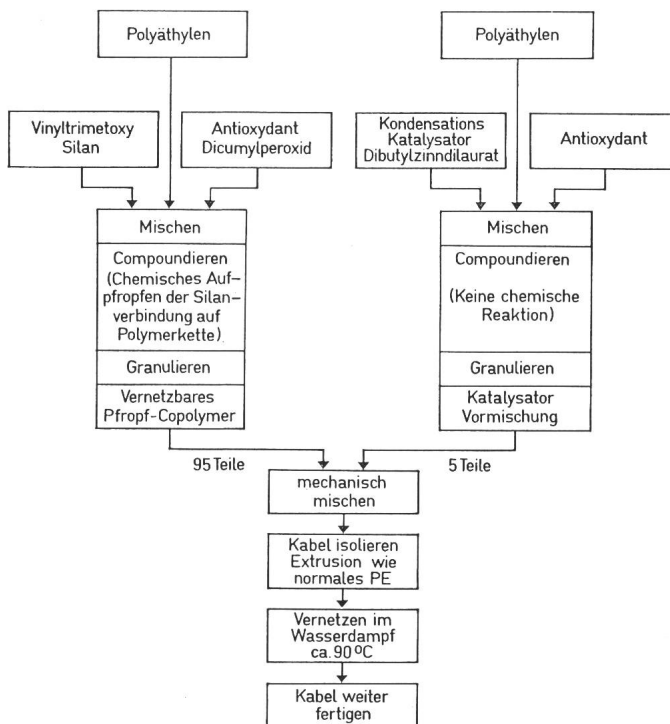 Polyäthylen
Vinyltrimetoxy
Silan
Antioxydant
Dicumylperoxid
Mischen
Compoundieren
(Chemisches Auf-
pfropfen der Silan-
verbindung auf
Polymerkette)
Granulieren
Vernetzbares
Pfropf-Copolymer
Polyäthylen
Kondensations
Katalysator
Dibutylzinndilaurat
Antioxydant
Mischen
Compoundieren
(Keine chemische
Reaktion)
Granulieren
Katalysator
Vormischung
95 Teile
5 Teile
mechanisch
mischen
Kabel isolieren
Extrusion wie
normales PE
Vernetzen im
Wasserdampf
ca. 90 °C
Kabel weiter
fertigen